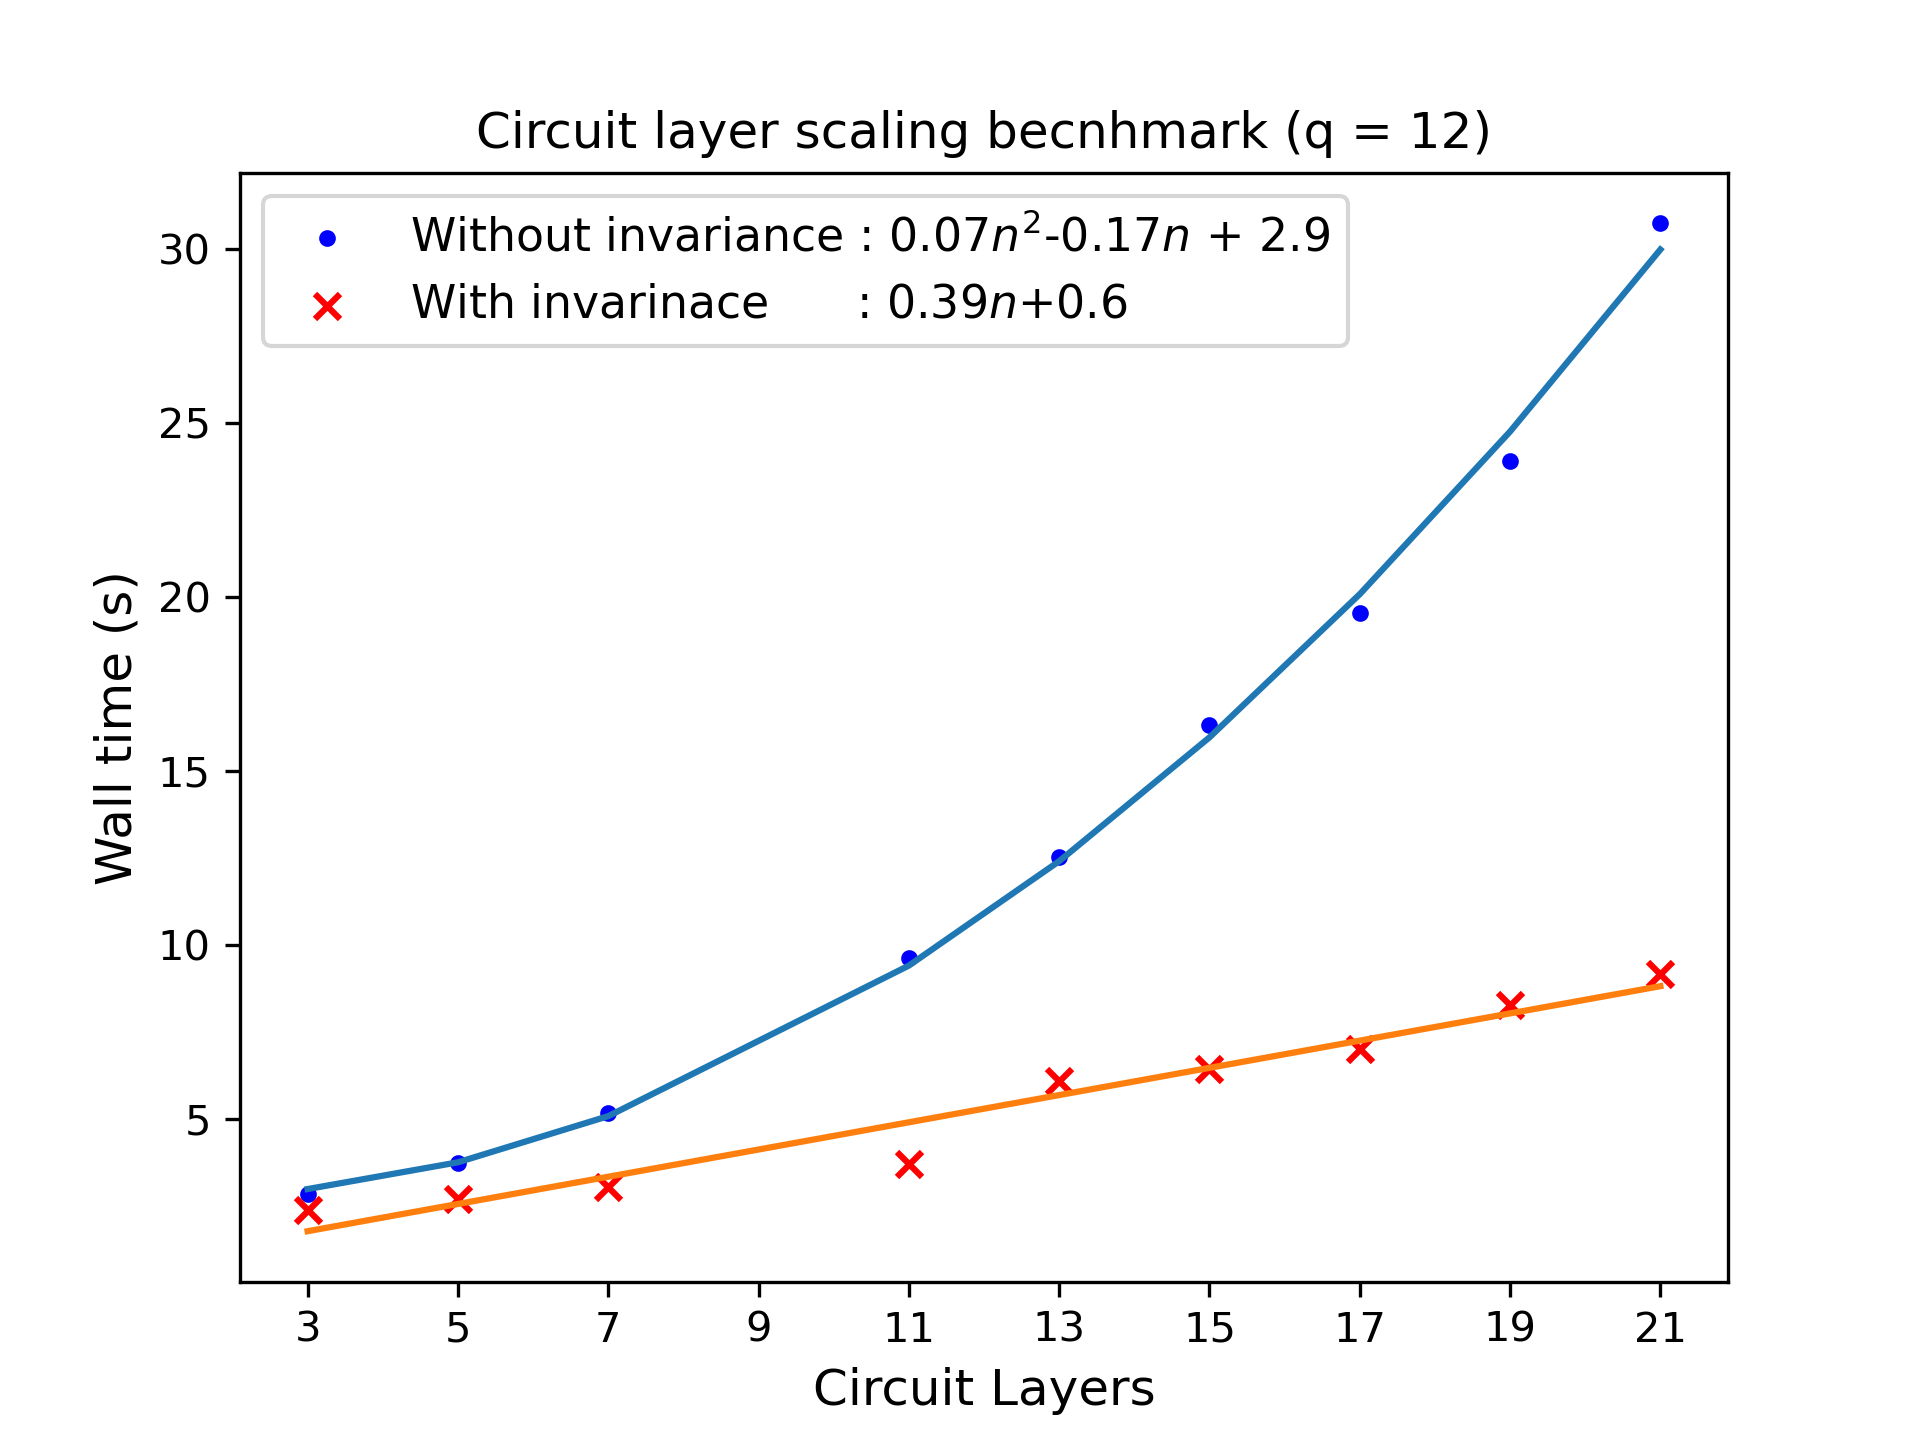 Circuit layer scaling becnhmark (q = 12)
Without invariance : 0.07n²-0.17n + 2.9
With invarinace : 0.39n+0.6
30
25
20
15
10
5
Wall time (s)
3 5 7 9 11 13 15 17 19 21
Circuit Layers